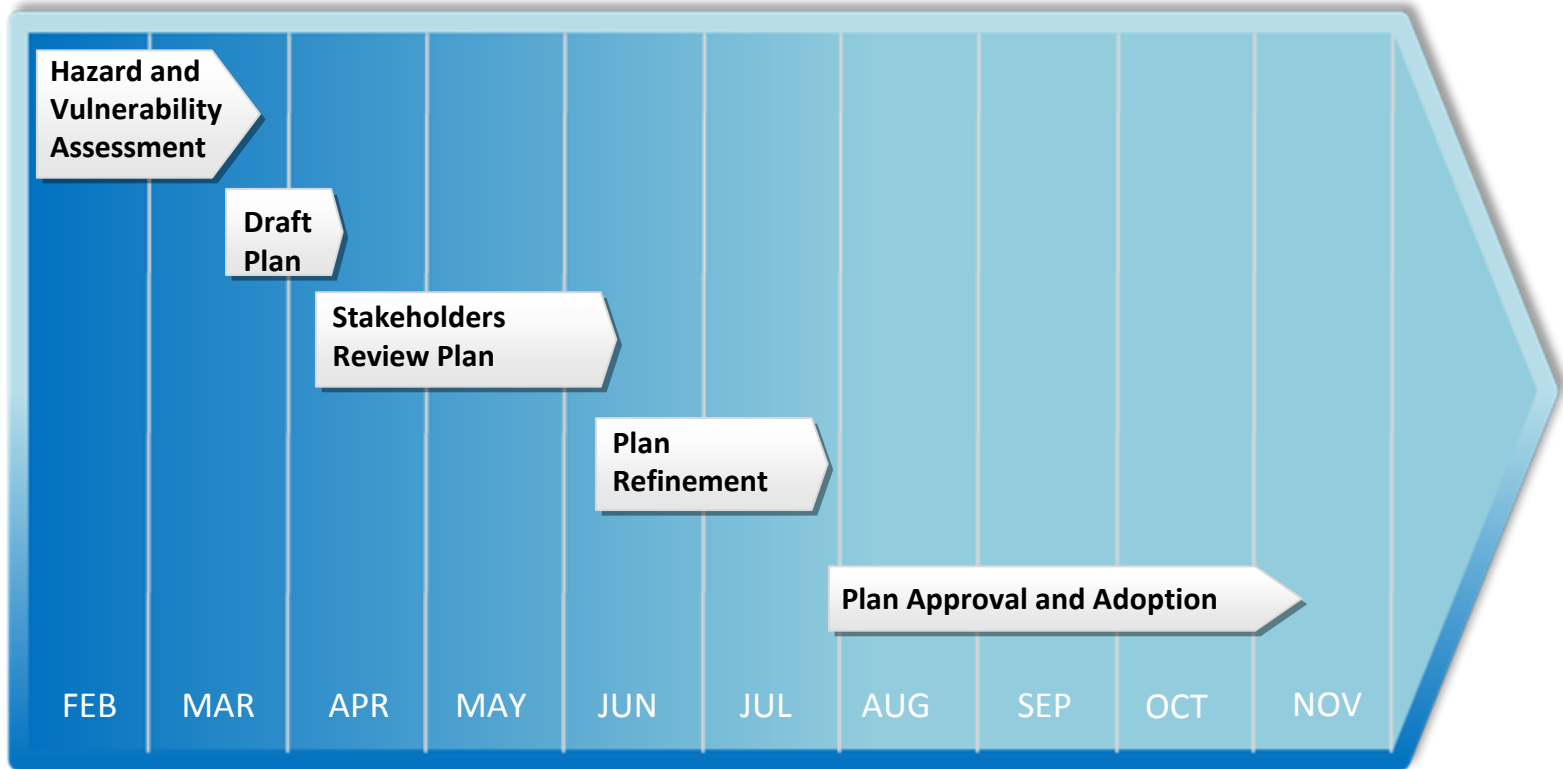 Hazard and
Vulnerability
Assessment
Draft
Plan
Stakeholders
Review Plan
Plan
Refinement
Plan Approval and Adoption
FEB MAR APR MAY JUN JUL AUG SEP OCT NOV